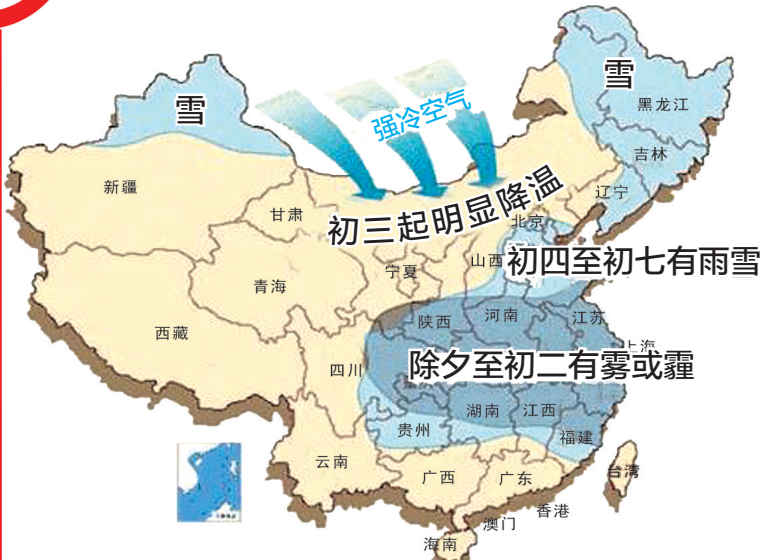 雪
雪
强冷空气
黑龙江
吉林
辽宁
新疆
甘肃
初三起明显降温
北京
山西
初四至初七有雨雪
宁夏
青海
西藏
陕西
河南
江苏
上海
四川
除夕至初二有雾或霾
湖南
江西
贵州
福建
云南
广西
广东
台湾
香港
澳门
海南